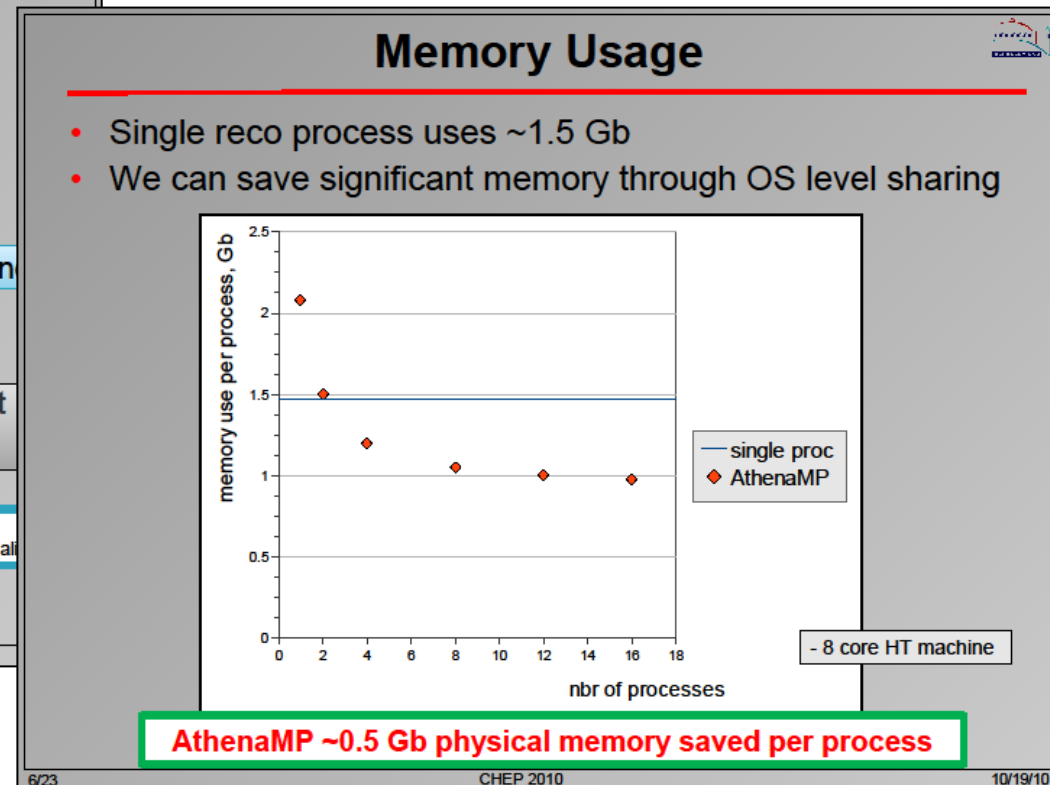 Memory Usage
• Single reco process uses ~1.5 Gb
• We can save significant memory through OS level sharing
memory use per process, Gb
2.5
2
1.5
1
0.5
0
0 2 4 6 8 10 12 14 16 18
nbr of processes
single proc
AthenaMP
- 8 core HT machine
AthenaMP ~0.5 Gb physical memory saved per process
6/23 CHEP 2010 10/19/10